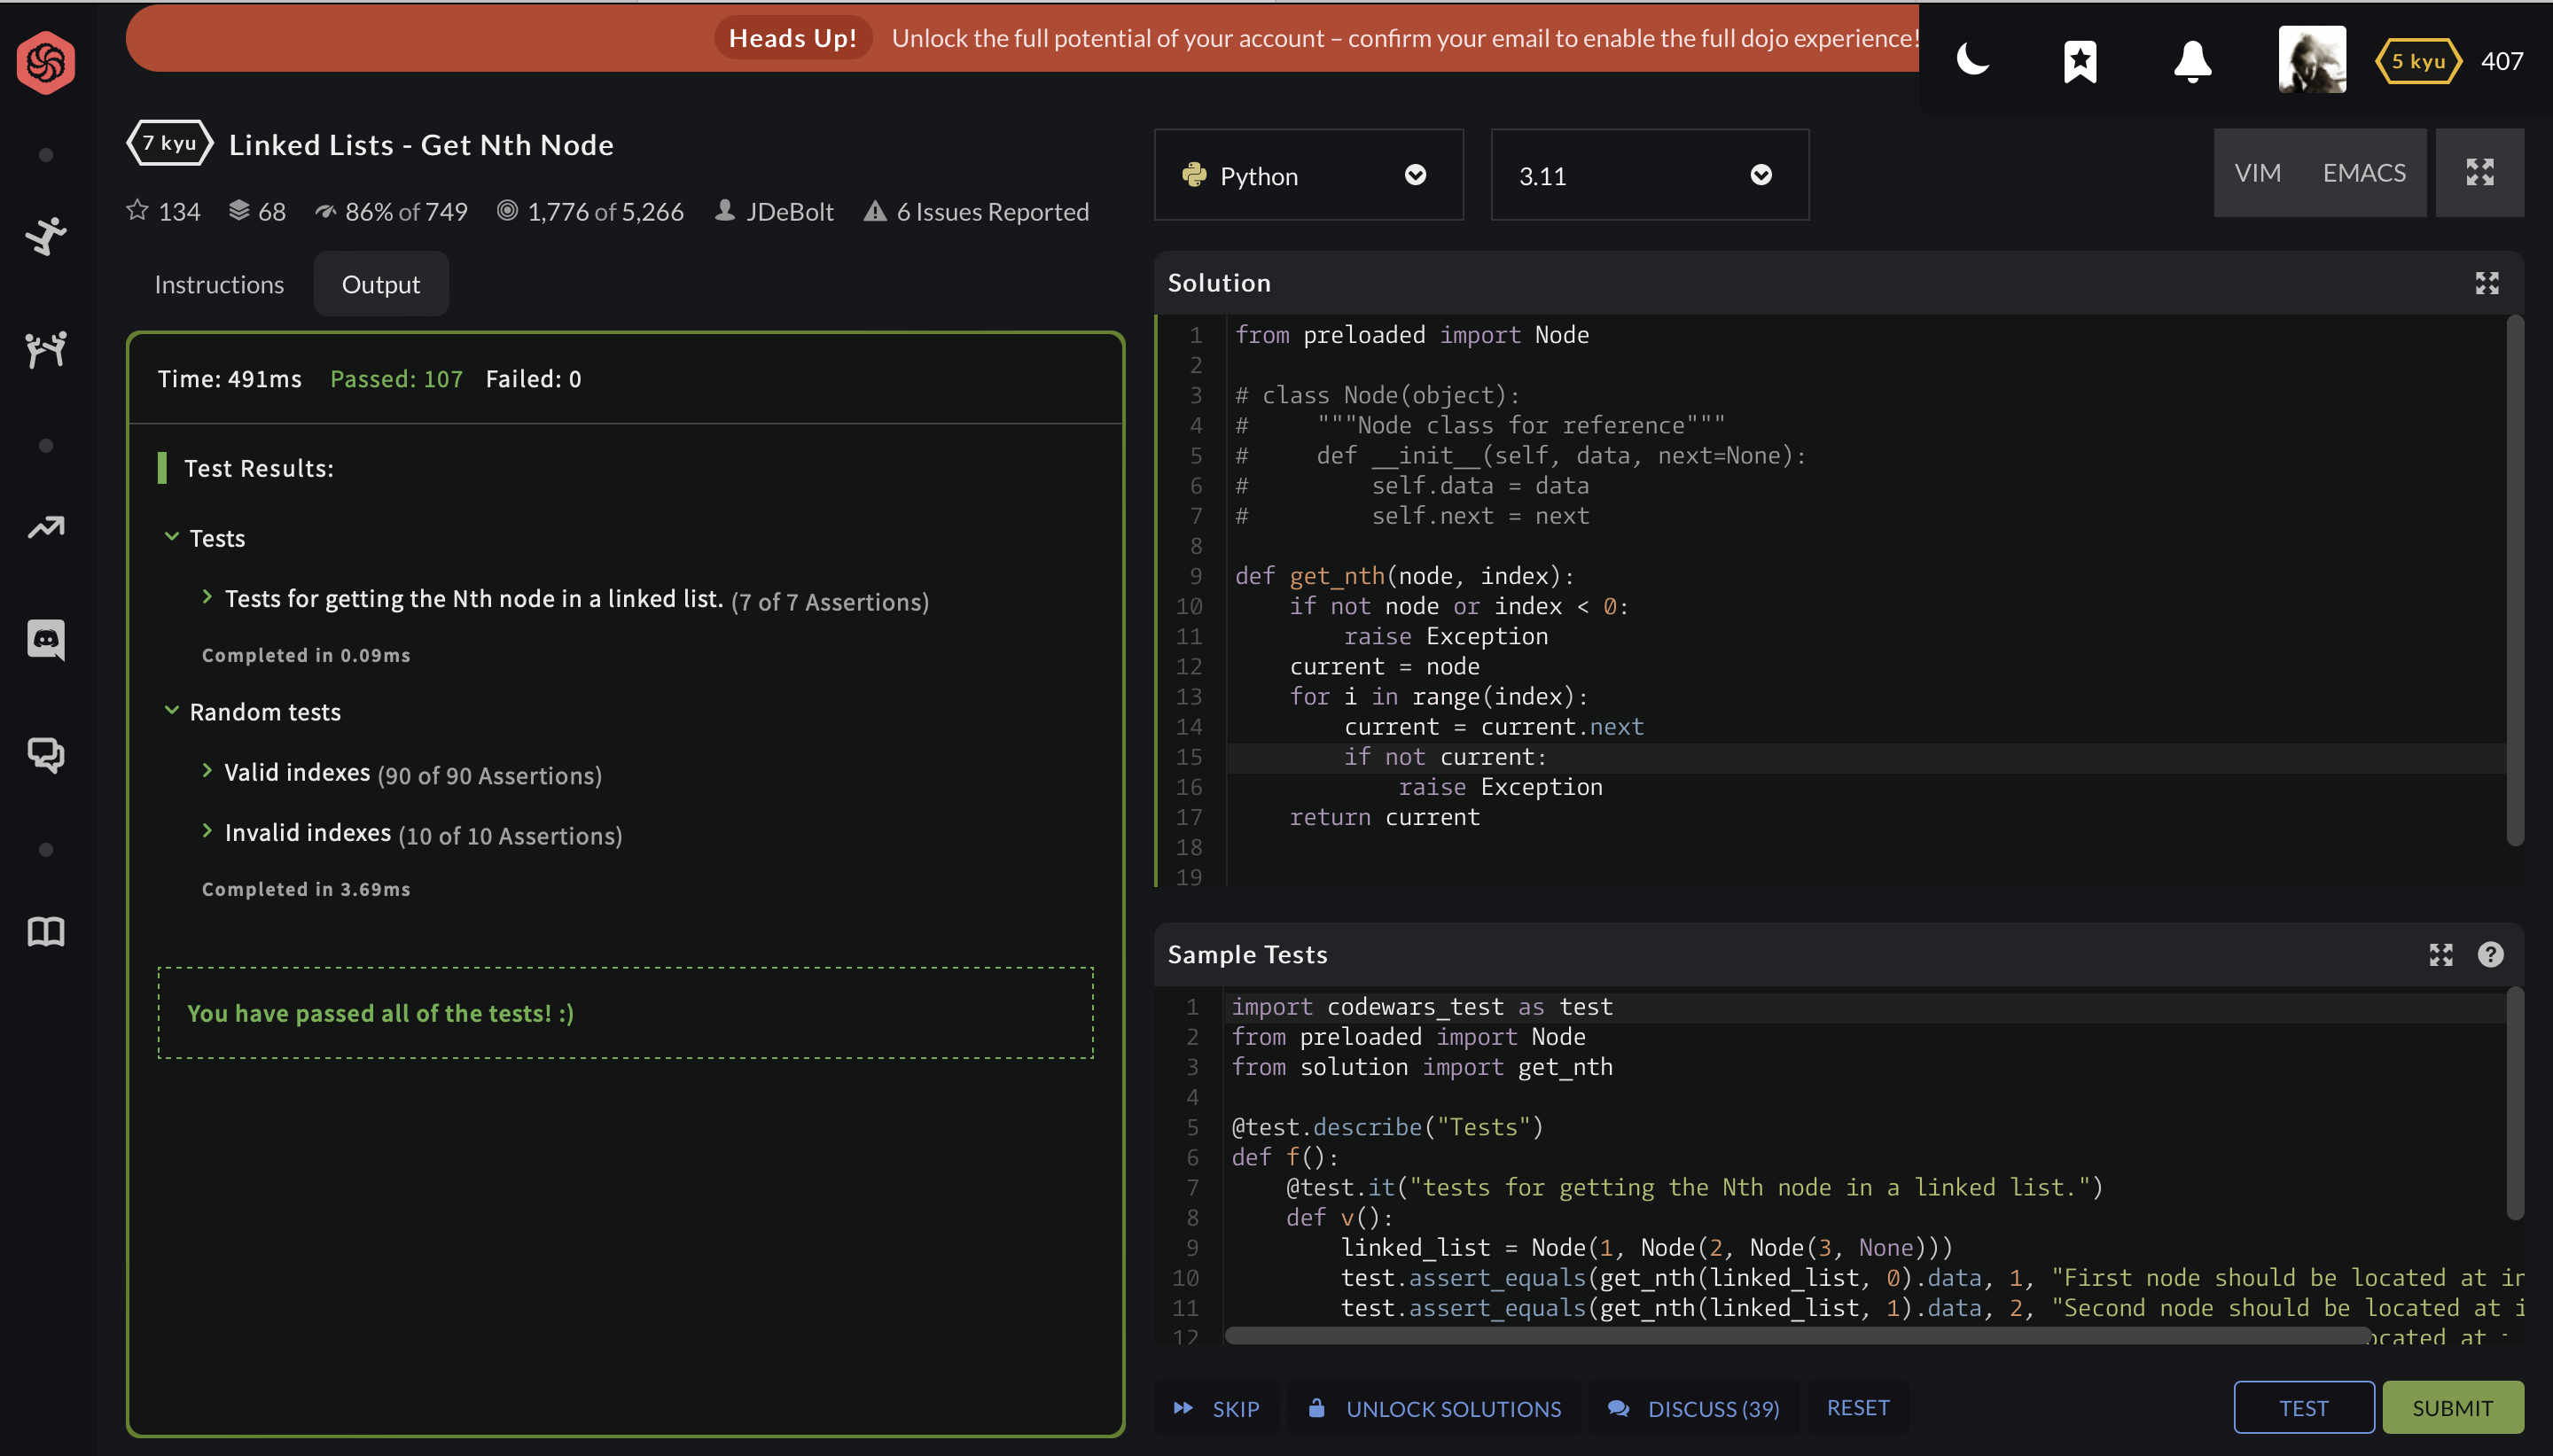 Heads Up! Unlock the full potential of your account – confirm your email to enable the full dojo experience!
5 kyu 407
7 kyu Linked Lists - Get Nth Node
134 68 86% of 749 1,776 of 5,266 JDeBolt 6 Issues Reported
Instructions Output
Time: 491ms Passed: 107 Failed: 0
Test Results:
Tests
Tests for getting the Nth node in a linked list. (7 of 7 Assertions)
Completed in 0.09ms
Random tests
Valid indexes (90 of 90 Assertions)
Invalid indexes (10 of 10 Assertions)
Completed in 3.69ms
You have passed all of the tests! :)
Python 3.11 VIM EMACS
Solution
1 from preloaded import Node
2
3 # class Node(object):
4 #     """Node class for reference"""
5 #     def __init__(self, data, next=None):
6 #         self.data = data
7 #         self.next = next
8
9 def get_nth(node, index):
10     if not node or index < 0:
11         raise Exception
12     current = node
13     for i in range(index):
14         current = current.next
15         if not current:
16             raise Exception
17     return current
18
19
Sample Tests
1 import codewars_test as test
2 from preloaded import Node
3 from solution import get_nth
4
5 @test.describe("Tests")
6 def f():
7     @test.it("tests for getting the Nth node in a linked list.")
8     def v():
9         linked_list = Node(1, Node(2, Node(3, None)))
10         test.assert_equals(get_nth(linked_list, 0).data, 1, "First node should be located at in
11         test.assert_equals(get_nth(linked_list, 1).data, 2, "Second node should be located at i
12 ocated at
SKIP UNLOCK SOLUTIONS DISCUSS (39) RESET TEST SUBMIT